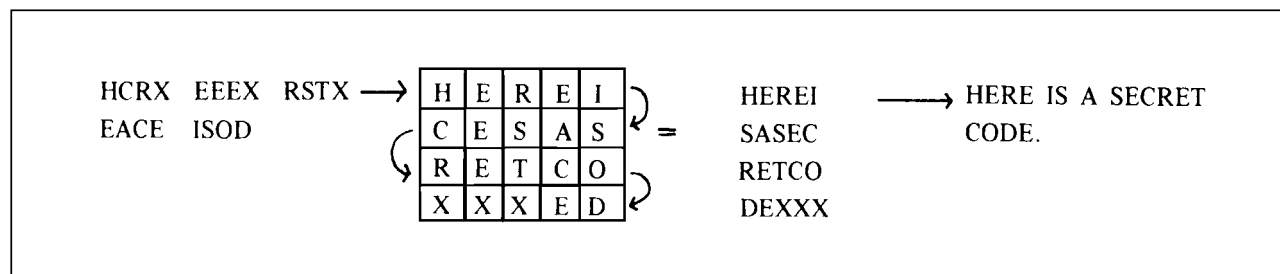 HCRX EEEX RSTX
EACE ISOD
H E R E I
C E S A S
R E T C O
X X X E D
=
HEREI
SASEC
RETCO
DEXXX
HERE IS A SECRET
CODE.